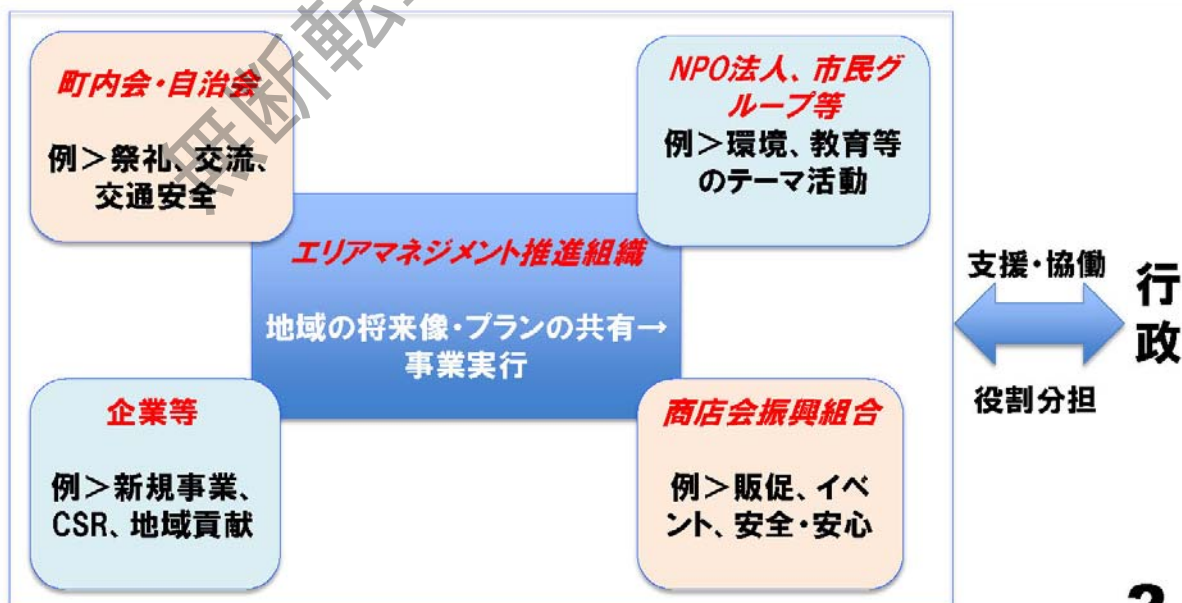 町内会・自治会
例＞祭礼、交流、
交通安全
NPO法人、市民グ
ループ等
例＞環境、教育等
のテーマ活動
エリアマネジメント推進組織
地域の将来像・プランの共有→
事業実行
企業等
例＞新規事業、
CSR、地域貢献
商店会振興組合
例＞販促、イベ
ント、安全・安心
支援・協働
役割分担
行
政
無断転